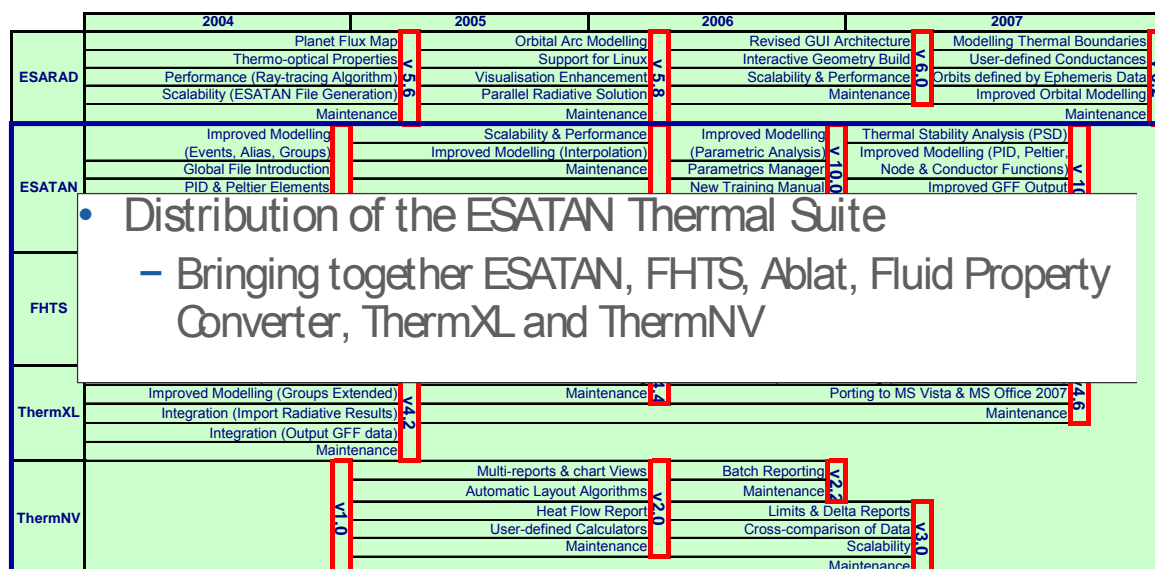 2004 2005 2006 2007
ESARAD
Planet Flux Map
Thermo-optical Properties
Performance (Ray-tracing Algorithm)
Scalability (ESATAN File Generation)
Maintenance
v 5.6
Orbital Arc Modelling
Support for Linux
Visualisation Enhancement
Parallel Radiative Solution
Maintenance
v 5.8
Revised GUI Architecture
Interactive Geometry Build
Scalability & Performance
Maintenance
v 6.0
Modelling Thermal Boundaries
User-defined Conductances
Orbits defined by Ephemeris Data
Improved Orbital Modelling
Maintenance
ESATAN
Improved Modelling
(Events, Alias, Groups)
Global File Introduction
PID & Peltier Elements
Scalability & Performance
Improved Modelling (Interpolation)
Maintenance
Improved Modelling
(Parametric Analysis)
Parametrics Manager
New Training Manual
v 10.0
Thermal Stability Analysis (PSD)
Improved Modelling (PID, Peltier,
Node & Conductor Functions)
Improved GFF Output
• Distribution of the ESATAN Thermal Suite
– Bringing together ESATAN, FHTS, Ablat, Fluid Property
Converter, ThermXL and ThermNV
FHTS
ThermXL
Improved Modelling (Groups Extended)
Integration (Import Radiative Results)
Integration (Output GFF data)
Maintenance
v4.2
Maintenance
Porting to MS Vista & MS Office 2007
Maintenance
v4.6
ThermNV
v1.0
Multi-reports & chart Views
Automatic Layout Algorithms
Heat Flow Report
User-defined Calculators
Maintenance
v2.0
Batch Reporting
Maintenance
v2.2
Limits & Delta Reports
Cross-comparison of Data
Scalability
Maintenance
v3.0